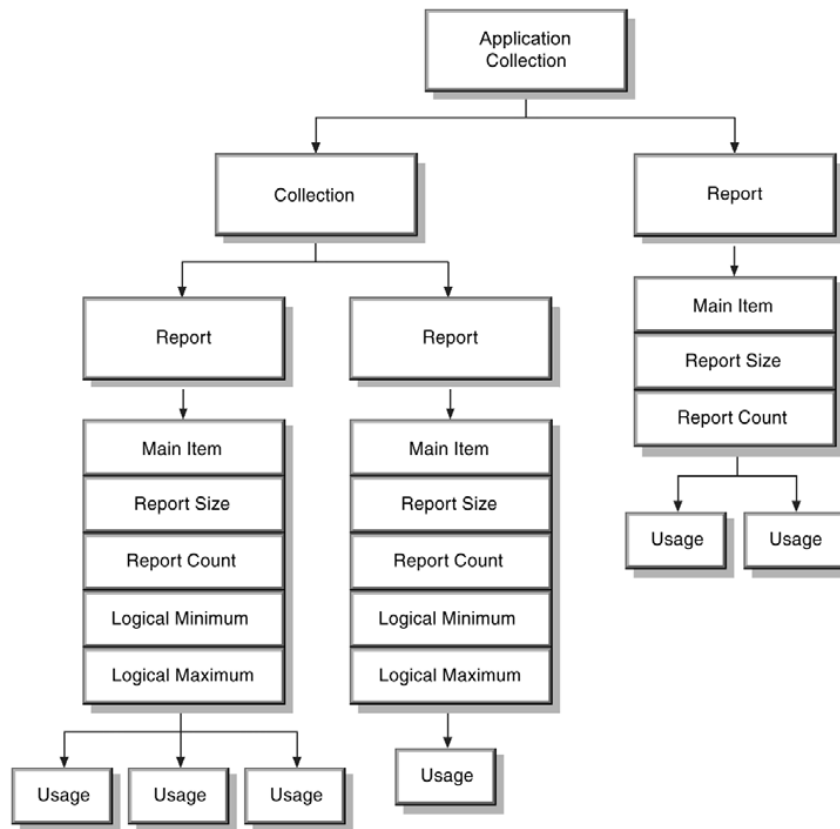 Application
Collection
Collection
Report
Report
Report
Main Item
Report Size
Report Count
Main Item
Report Size
Report Count
Logical Minimum
Logical Maximum
Main Item
Report Size
Report Count
Logical Minimum
Logical Maximum
Usage
Usage
Usage
Usage
Usage
Usage